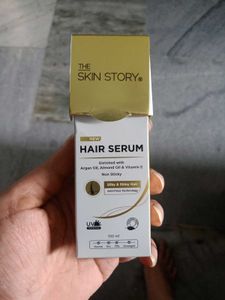 THE
SKIN STORY®
NEW
HAIR SERUM
Enriched with
Argan Oil, Almond Oil & Vitamin E
Non Sticky
Silky & Shiny Hair
UV
100 ml